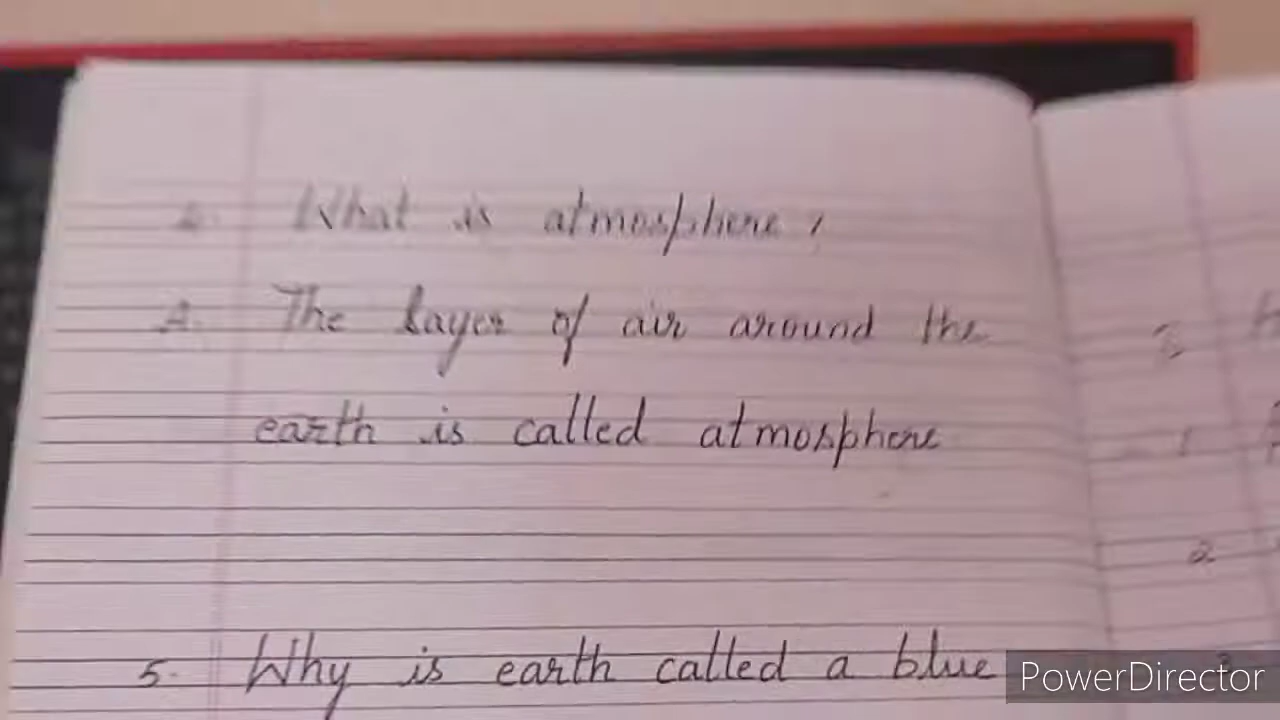 What is atmosphere?
A. The layer of air around the
earth is called atmosphere
5. Why is earth called a blue
2.
PowerDirector